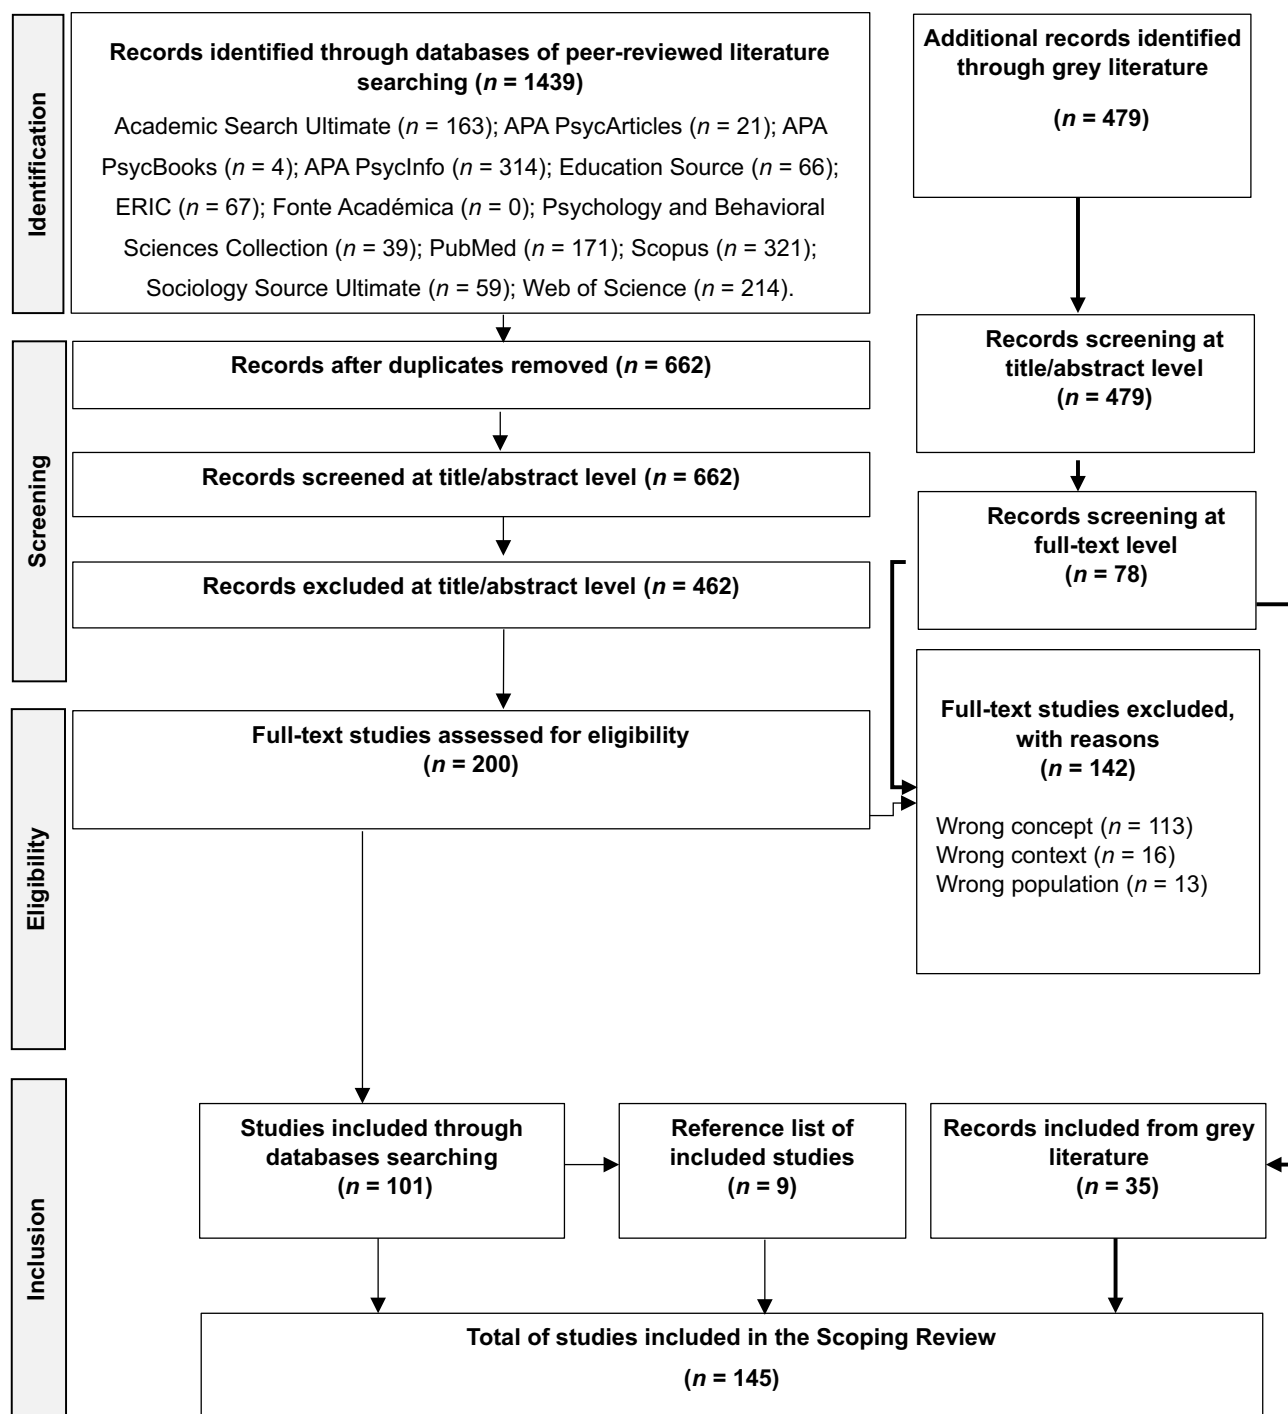 Identification
Records identified through databases of peer-reviewed literature
searching (n = 1439)
Academic Search Ultimate (n = 163); APA PsycArticles (n = 21); APA
PsycBooks (n = 4); APA PsycInfo (n = 314); Education Source (n = 66);
ERIC (n = 67); Fonte Académica (n = 0); Psychology and Behavioral
Sciences Collection (n = 39); PubMed (n = 171); Scopus (n = 321);
Sociology Source Ultimate (n = 59); Web of Science (n = 214).
Additional records identified
through grey literature
(n = 479)
Screening
Records after duplicates removed (n = 662)
Records screened at title/abstract level (n = 662)
Records excluded at title/abstract level (n = 462)
Records screening at
title/abstract level
(n = 479)
Records screening at
full-text level
(n = 78)
Eligibility
Full-text studies assessed for eligibility
(n = 200)
Full-text studies excluded,
with reasons
(n = 142)
Wrong concept (n = 113)
Wrong context (n = 16)
Wrong population (n = 13)
Inclusion
Studies included through
databases searching
(n = 101)
Reference list of
included studies
(n = 9)
Records included from grey
literature
(n = 35)
Total of studies included in the Scoping Review
(n = 145)